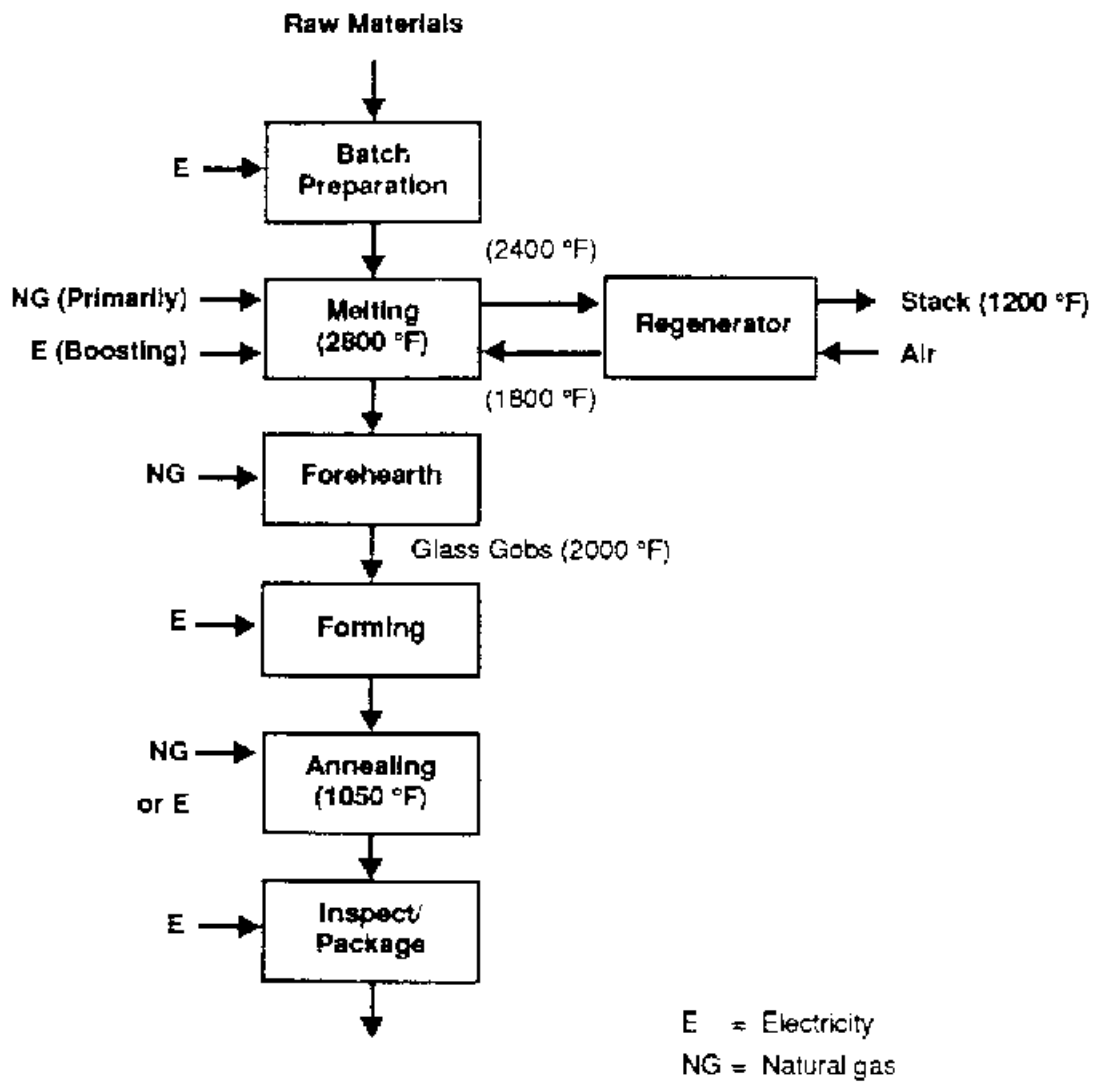 Raw Materials
E
Batch
Preparation
(2400 °F)
NG (Primarily)
E (Boosting)
Melting
(2800 °F)
Regenerator
Stack (1200 °F)
Air
(1800 °F)
NG
Forehearth
Glass Gobs (2000 °F)
E
Forming
NG
or E
Annealing
(1050 °F)
E
Inspect/
Package
E = Electricity
NG = Natural gas